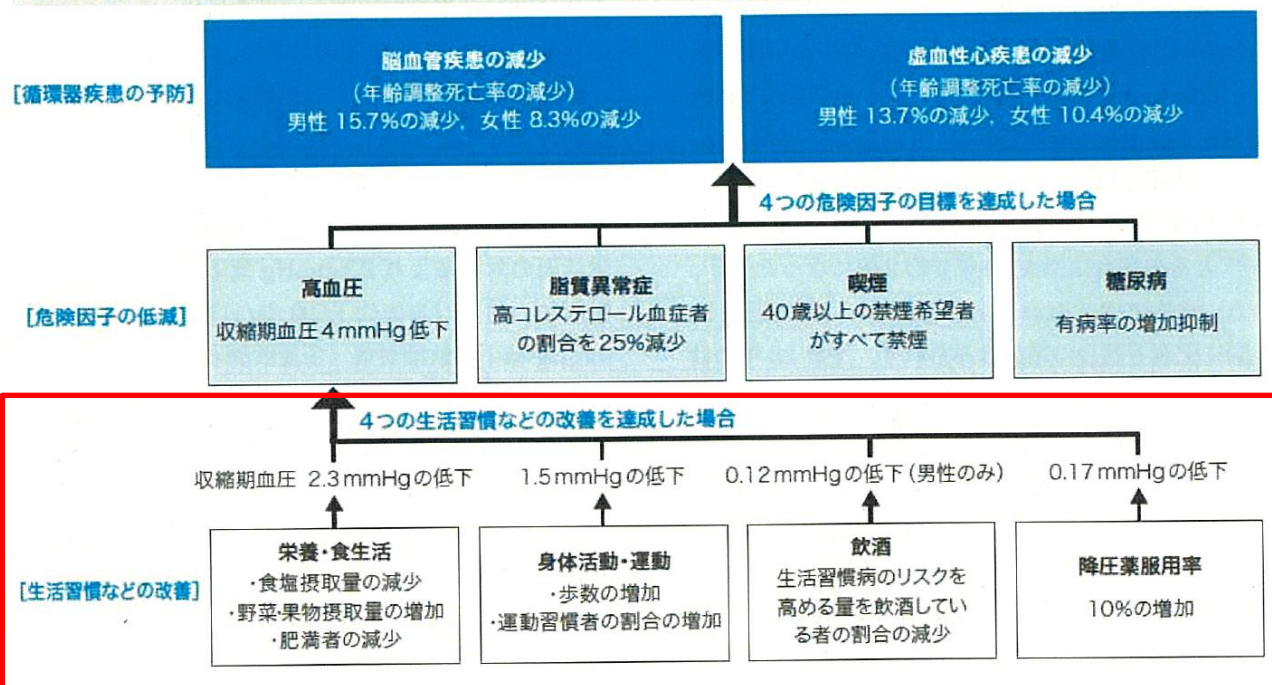 脳血管疾患の減少
(年齢調整死亡率の減少)
男性 15.7%の減少，女性 8.3%の減少
虚血性心疾患の減少
(年齢調整死亡率の減少)
男性 13.7%の減少，女性 10.4%の減少
[循環器疾患の予防]
4つの危険因子の目標を達成した場合
[危険因子の低減]
高血圧
収縮期血圧4mmHg低下
脂質異常症
高コレステロール血症者
の割合を25%減少
喫煙
40歳以上の禁煙希望者
がすべて禁煙
糖尿病
有病率の増加抑制
4つの生活習慣などの改善を達成した場合
収縮期血圧 2.3mmHgの低下
1.5mmHgの低下
0.12mmHgの低下(男性のみ)
0.17mmHgの低下
[生活習慣などの改善]
栄養・食生活
・食塩摂取量の減少
・野菜・果物摂取量の増加
・肥満者の減少
身体活動・運動
・歩数の増加
・運動習慣者の割合の増加
飲酒
生活習慣病のリスクを
高める量を飲酒してい
る者の割合の減少
降圧薬服用率
10%の増加